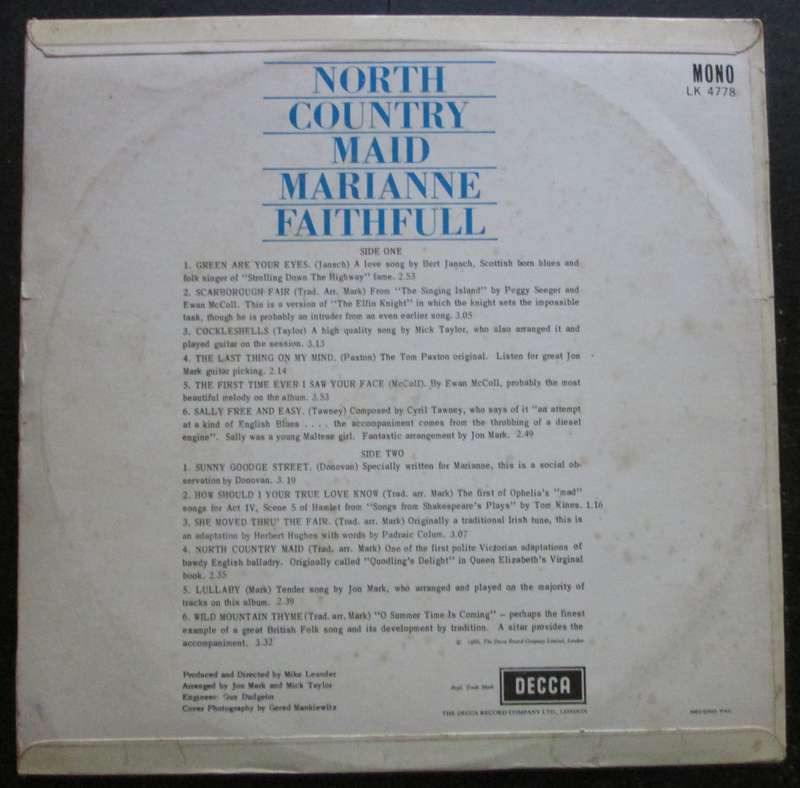 NORTH
COUNTRY
MAID
MARIANNE
FAITHFULL
MONO
LK 4778
SIDE ONE
1. GREEN ARE YOUR EYES. (Jansch) A love song by Bert Jansch, Scottish born blues and
folk singer of "Strolling Down The Highway" fame. 2.53
2. SCARBOROUGH FAIR (Trad. Arr. Mark) From "The Singing Island" by Peggy Seeger and
Ewan McColl. This is a version of "The Elfin Knight" in which the knight sets the impossible
task, though he is probably an intruder from an even earlier song. 3.05
3. COCKLESHELLS (Taylor) A high quality song by Mick Taylor, who also arranged it and
played guitar on the session. 3.13
4. THE LAST THING ON MY MIND. (Paxton) The Tom Paxton original. Listen for great Jon
Mark guitar picking. 2.14
5. THE FIRST TIME EVER I SAW YOUR FACE (McColl). By Ewan McColl, probably the most
beautiful melody on the album. 3.53
6. SALLY FREE AND EASY. (Tawney) Composed by Cyril Tawney, who says of it "an attempt
at a kind of English Blues . . . . the accompaniment comes from the throbbing of a diesel
engine". Sally was a young Maltese girl. Fantastic arrangement by Jon Mark. 2.49
SIDE TWO
1. SUNNY GOODGE STREET. (Donovan) Specially written for Marianne, this is a social ob-
servation by Donovan. 3.10
2. HOW SHOULD I YOUR TRUE LOVE KNOW (Trad. arr. Mark) The first of Ophelia's "mad"
songs for Act IV, Scene 5 of Hamlet from "Songs from Shakespeare's Plays" by Tom Kines. 1.16
3. SHE MOVED THRU' THE FAIR. (Trad. arr. Mark) Originally a traditional Irish tune, this is
an adaptation by Herbert Hughes with words by Padraic Colum. 3.07
4. NORTH COUNTRY MAID (Trad. arr. Mark) One of the first polite Victorian adaptations of
bawdy English balladry. Originally called "Quodling's Delight" in Queen Elizabeth's Virginal
book. 2.35
5. LULLABY (Mark) Tender song by Jon Mark, who arranged and played on the majority of
tracks on this album. 2.39
6. WILD MOUNTAIN THYME (Trad. arr. Mark) "O Summer Time Is Coming" – perhaps the finest
example of a great British Folk song and its development by tradition. A sitar provides the
accompaniment. 3.32
℗ 1966, The Decca Record Company Limited, London
Produced and Directed by Mike Leander
Arranged by Jon Mark and Mick Taylor
Engineer: Gus Dudgeon
Cover Photography by Gered Mankiewitz
Regd. Trade Mark
DECCA
THE DECCA RECORD COMPANY LTD., LONDON